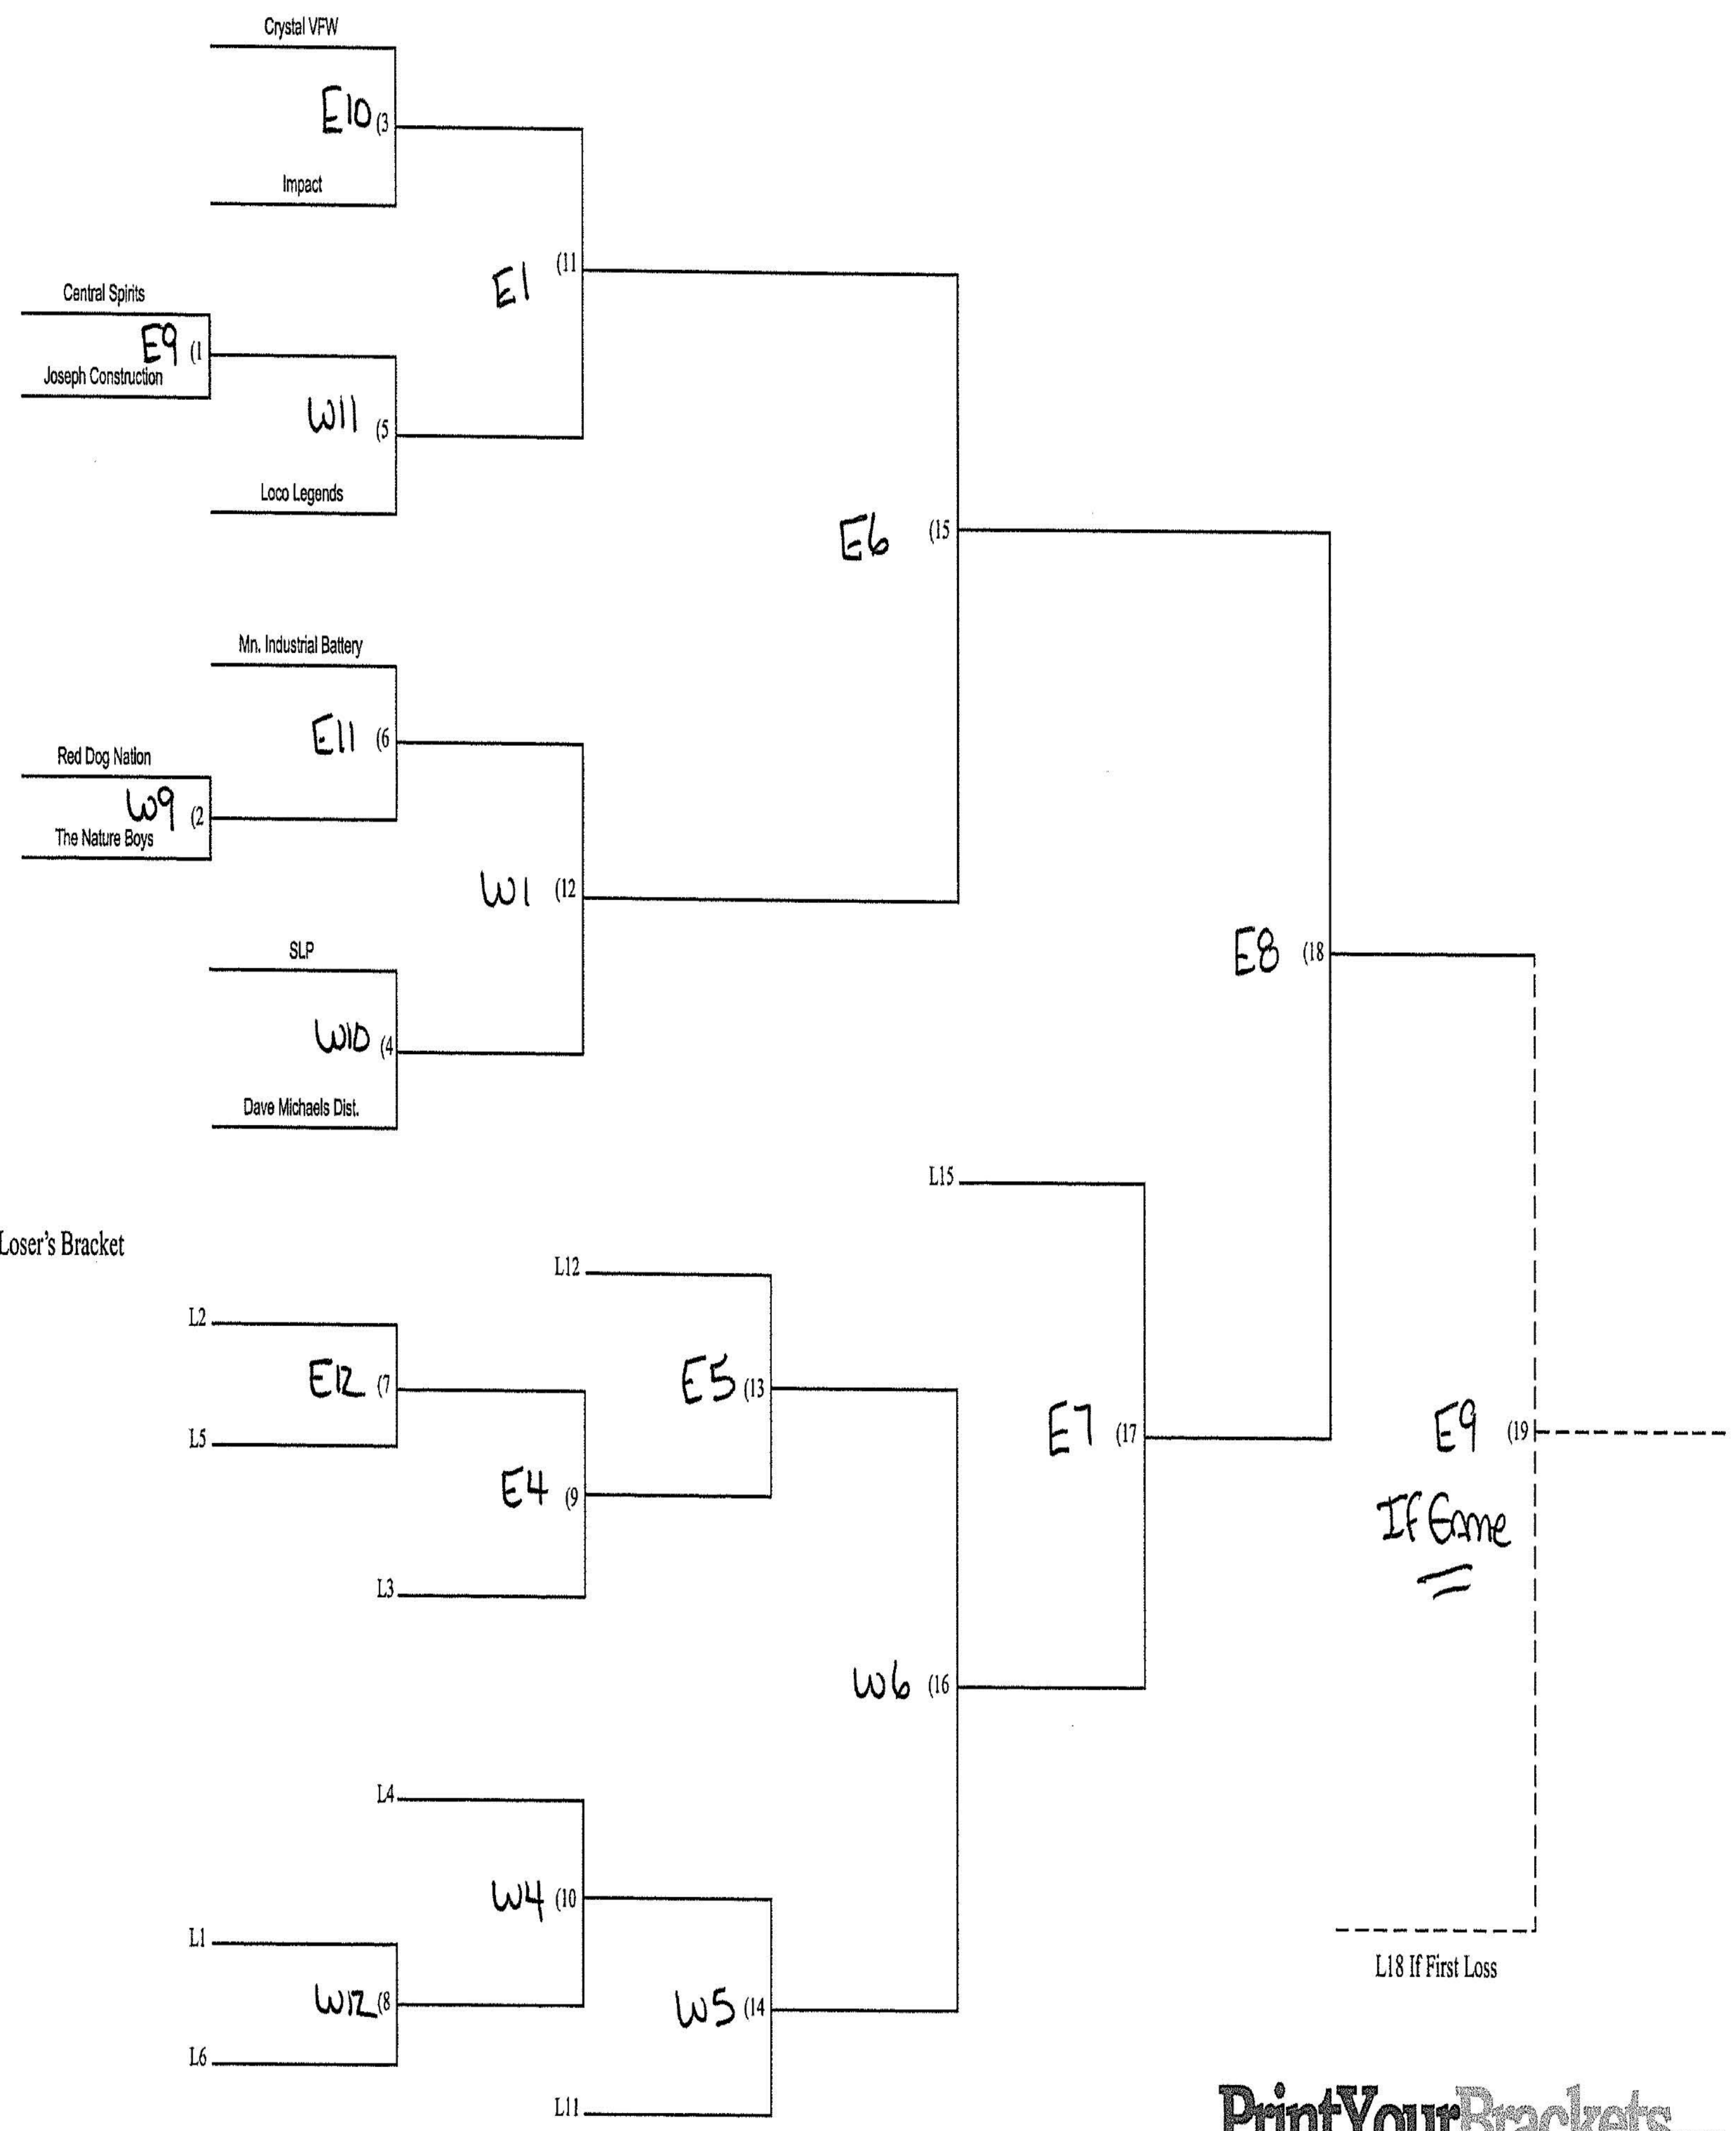 Crystal VFW
E10 (3
Impact
E1 (11
Central Spirits
E9 (1
Joseph Construction
W11 (5
Loco Legends
E6 (15
Mn. Industrial Battery
E11 (6
Red Dog Nation
W9 (2
The Nature Boys
W1 (12
SLP
E8 (18
W10 (4
Dave Michaels Dist.
L15
Loser's Bracket
L12
L2
E12 (7
E5 (13
L5
E7 (17
E9 (19
E4 (9
If Game
L3
W6 (16
L4
W4 (10
L1
L18 If First Loss
W12 (8
W5 (14
L6
L11
PrintYourBrackets